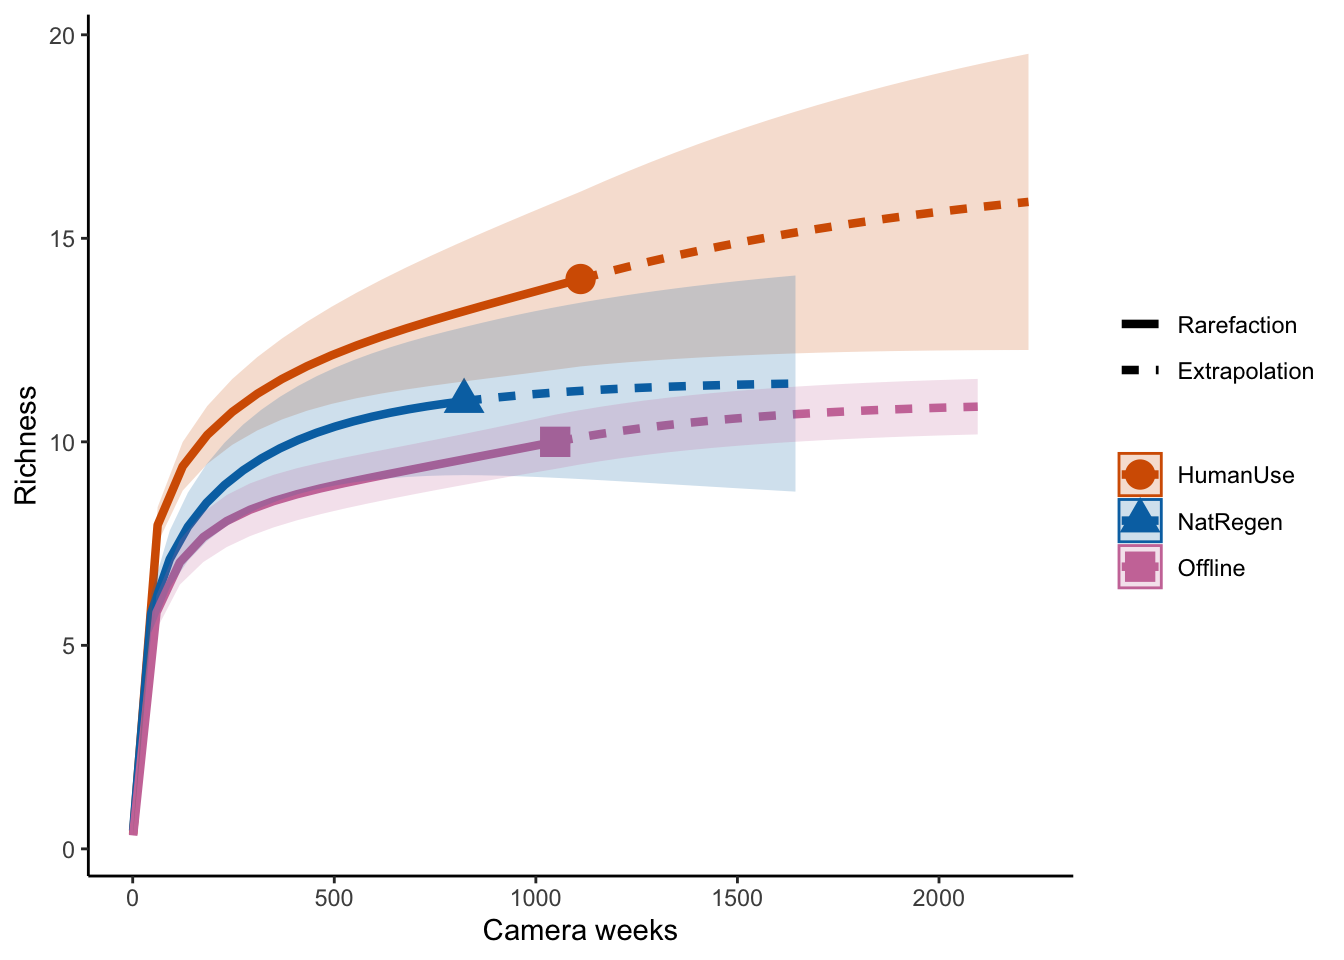 20
15
10
5
0
Richness
0 500 1000 1500 2000
Camera weeks
Rarefaction
Extrapolation
HumanUse
NatRegen
Offline